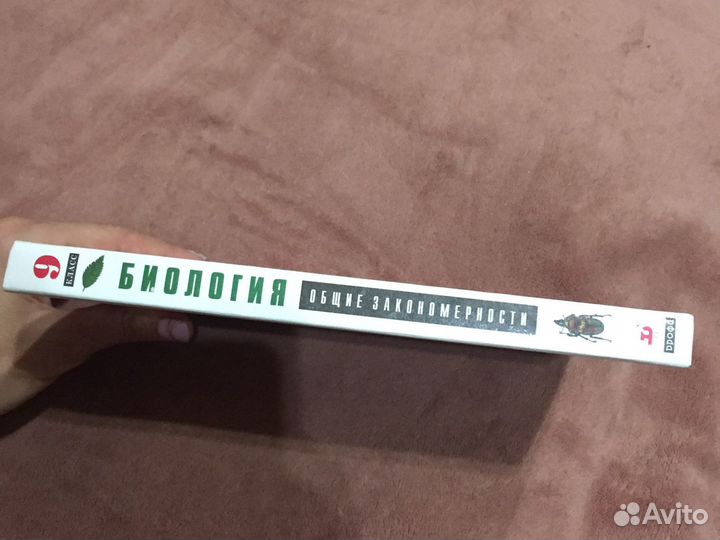 9
КЛАСС
БИОЛОГИЯ
ОБЩИЕ ЗАКОНОМЕРНОСТИ
ДРОФА
Avito